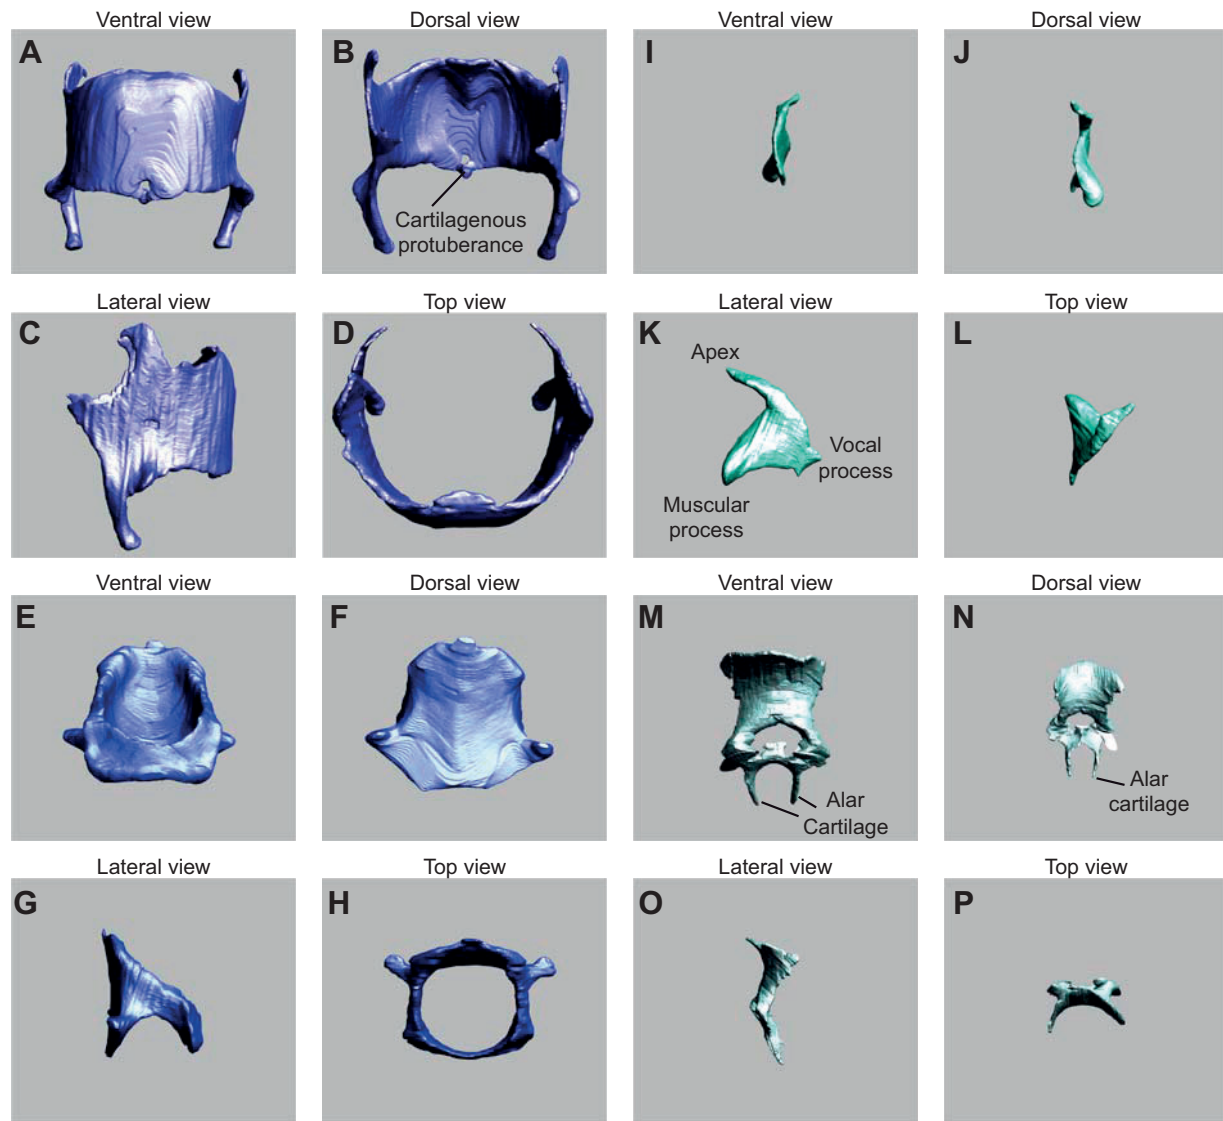 Ventral view
Dorsal view
Ventral view
Dorsal view
A
B
I
J
Cartilagenous
protuberance
Lateral view
Top view
Lateral view
Top view
C
D
K
L
Apex
Vocal
process
Muscular
process
Ventral view
Dorsal view
Ventral view
Dorsal view
E
F
M
N
Alar
Cartilage
Alar
cartilage
Lateral view
Top view
Lateral view
Top view
G
H
O
P